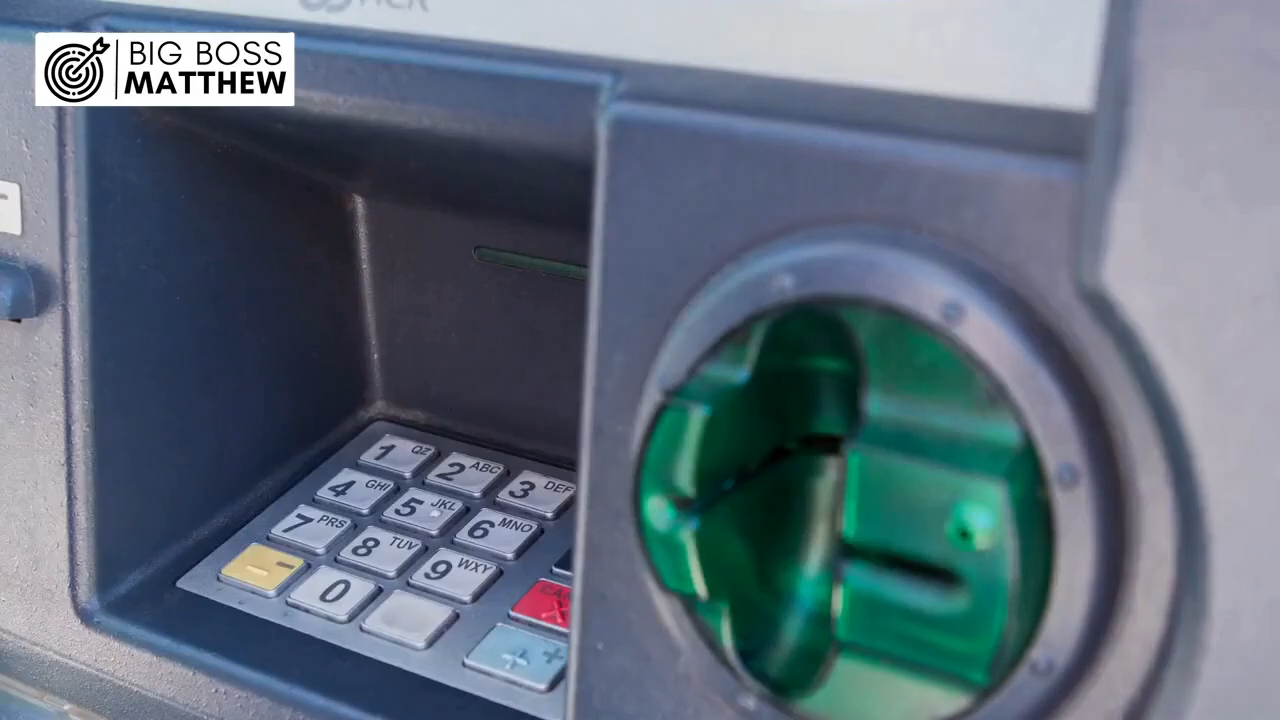 BIG BOSS
MATTHEW
1 QZ 2 ABC 3 DEF
4 GHI 5 JKL 6 MNO
7 PRS 8 TUV 9 WXY
0